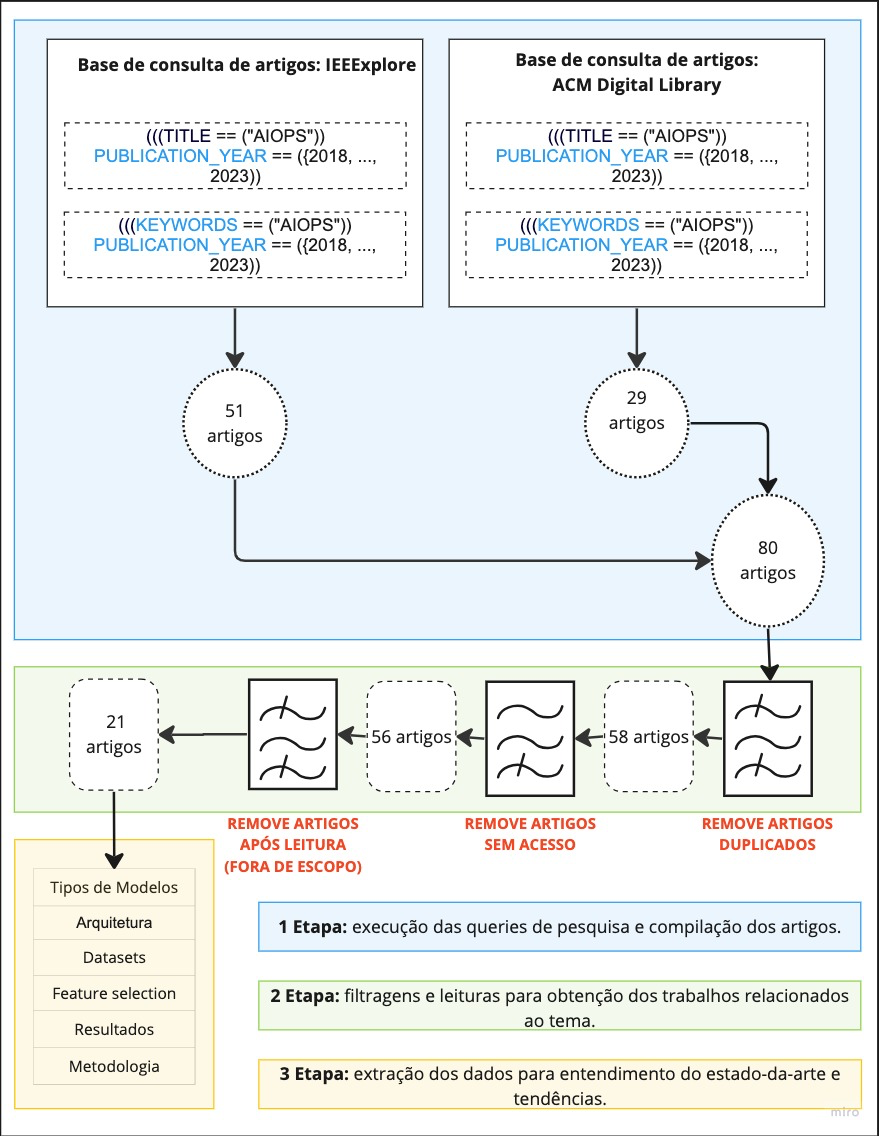 Base de consulta de artigos: IEEExplore
(((TITLE == ("AIOPS"))
PUBLICATION_YEAR == ({2018, ...,
2023))
(((KEYWORDS == ("AIOPS"))
PUBLICATION_YEAR == ({2018, ...,
2023))
Base de consulta de artigos:
ACM Digital Library
(((TITLE == ("AIOPS"))
PUBLICATION_YEAR == ({2018, ...,
2023))
(((KEYWORDS == ("AIOPS"))
PUBLICATION_YEAR == ({2018, ...,
2023))
51
artigos
29
artigos
80
artigos
21
artigos
56 artigos
58 artigos
REMOVE ARTIGOS
APÓS LEITURA
(FORA DE ESCOPO)
REMOVE ARTIGOS
SEM ACESSO
REMOVE ARTIGOS
DUPLICADOS
Tipos de Modelos
Arquitetura
Datasets
Feature selection
Resultados
Metodologia
1 Etapa: execução das queries de pesquisa e compilação dos artigos.
2 Etapa: filtragens e leituras para obtenção dos trabalhos relacionados
ao tema.
3 Etapa: extração dos dados para entendimento do estado-da-arte e
tendências.
miro